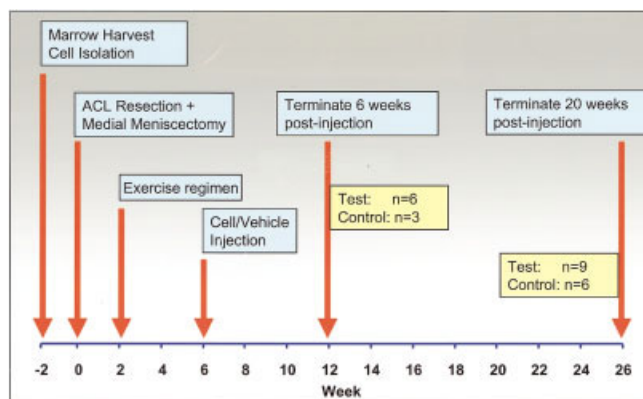 Marrow Harvest
Cell Isolation
ACL Resection +
Medial Meniscectomy
Terminate 6 weeks
post-injection
Terminate 20 weeks
post-injection
Exercise regimen
Test: n=6
Control: n=3
Cell/Vehicle
Injection
Test: n=9
Control: n=6
-2 0 2 4 6 8 10 12 14 16 18 20 22 24 26
Week